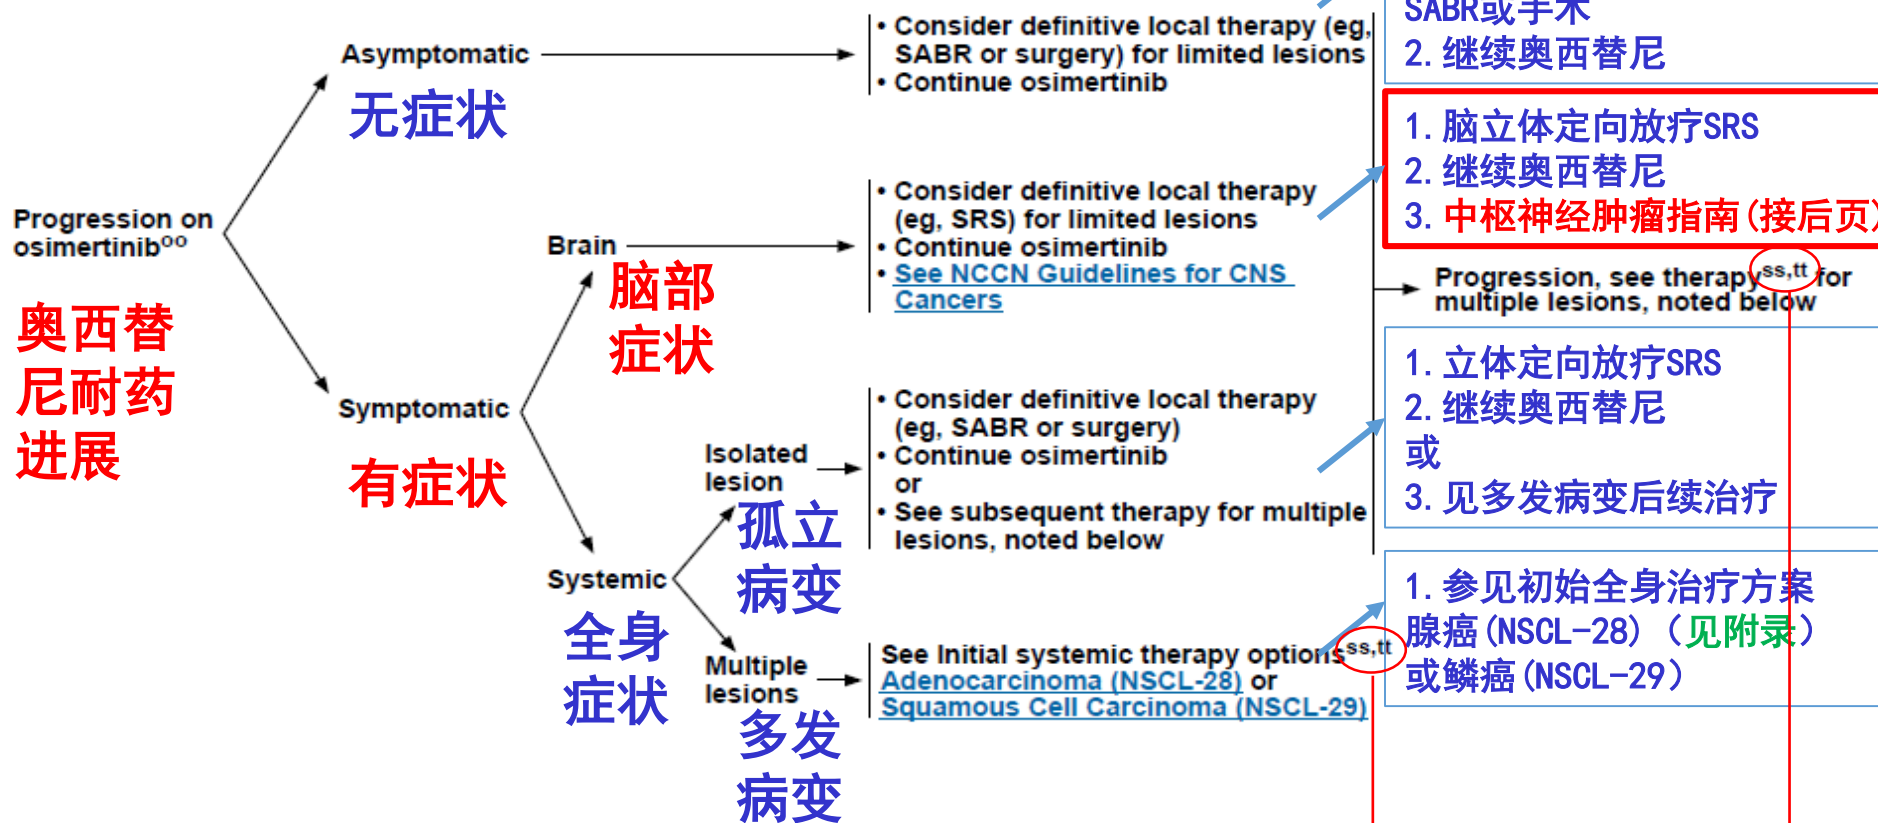 Progression on
osimertinib°°
奥西替
尼耐药
进展
Asymptomatic
无症状
Symptomatic
有症状
Brain
脑部
症状
Systemic
全身
症状
Isolated
lesion
孤立
病变
Multiple
lesions
多发
病变
• Consider definitive local therapy (eg,
SABR or surgery) for limited lesions
• Continue osimertinib
• Consider definitive local therapy
(eg, SRS) for limited lesions
• Continue osimertinib
• See NCCN Guidelines for CNS
Cancers
• Consider definitive local therapy
(eg, SABR or surgery)
• Continue osimertinib
or
• See subsequent therapy for multiple
lesions, noted below
See Initial systemic therapy options ss,tt
Adenocarcinoma (NSCL-28) or
Squamous Cell Carcinoma (NSCL-29)
SABR或手术
2. 继续奥西替尼
1. 脑立体定向放疗SRS
2. 继续奥西替尼
3. 中枢神经肿瘤指南(接后页)
Progression, see therapy ss,tt for
multiple lesions, noted below
1. 立体定向放疗SRS
2. 继续奥西替尼
或
3. 见多发病变后续治疗
1. 参见初始全身治疗方案
腺癌(NSCL-28)（见附录）
或鳞癌(NSCL-29）